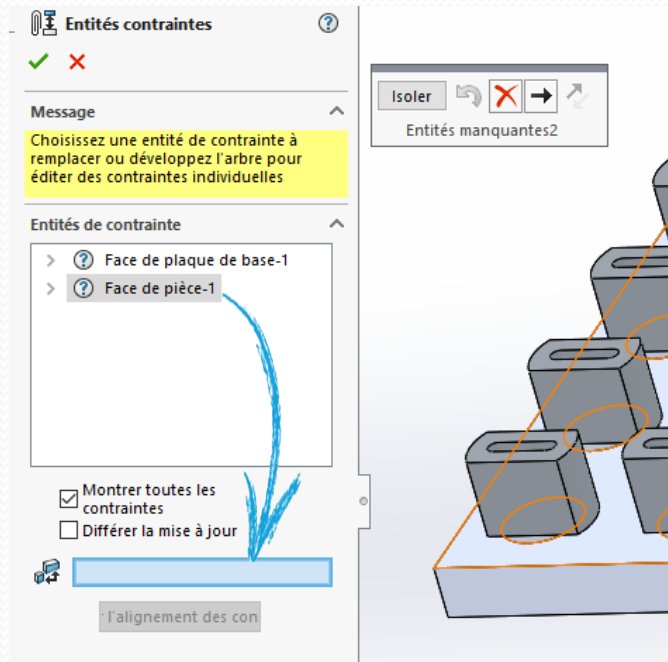 Entités contraintes
Message
Choisissez une entité de contrainte à
remplacer ou développez l'arbre pour
éditer des contraintes individuelles
Entités de contrainte
Face de plaque de base-1
Face de pièce-1
Montrer toutes les
contraintes
Différer la mise à jour
l'alignement des con
Isoler
Entités manquantes2